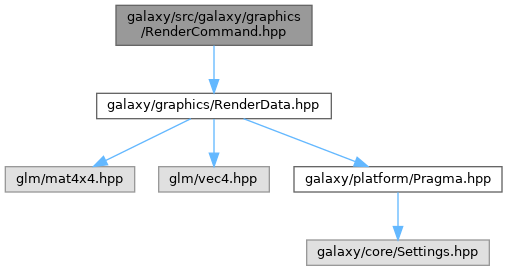 galaxy/src/galaxy/graphics
/RenderCommand.hpp
galaxy/graphics/RenderData.hpp
glm/mat4x4.hpp
glm/vec4.hpp
galaxy/platform/Pragma.hpp
galaxy/core/Settings.hpp